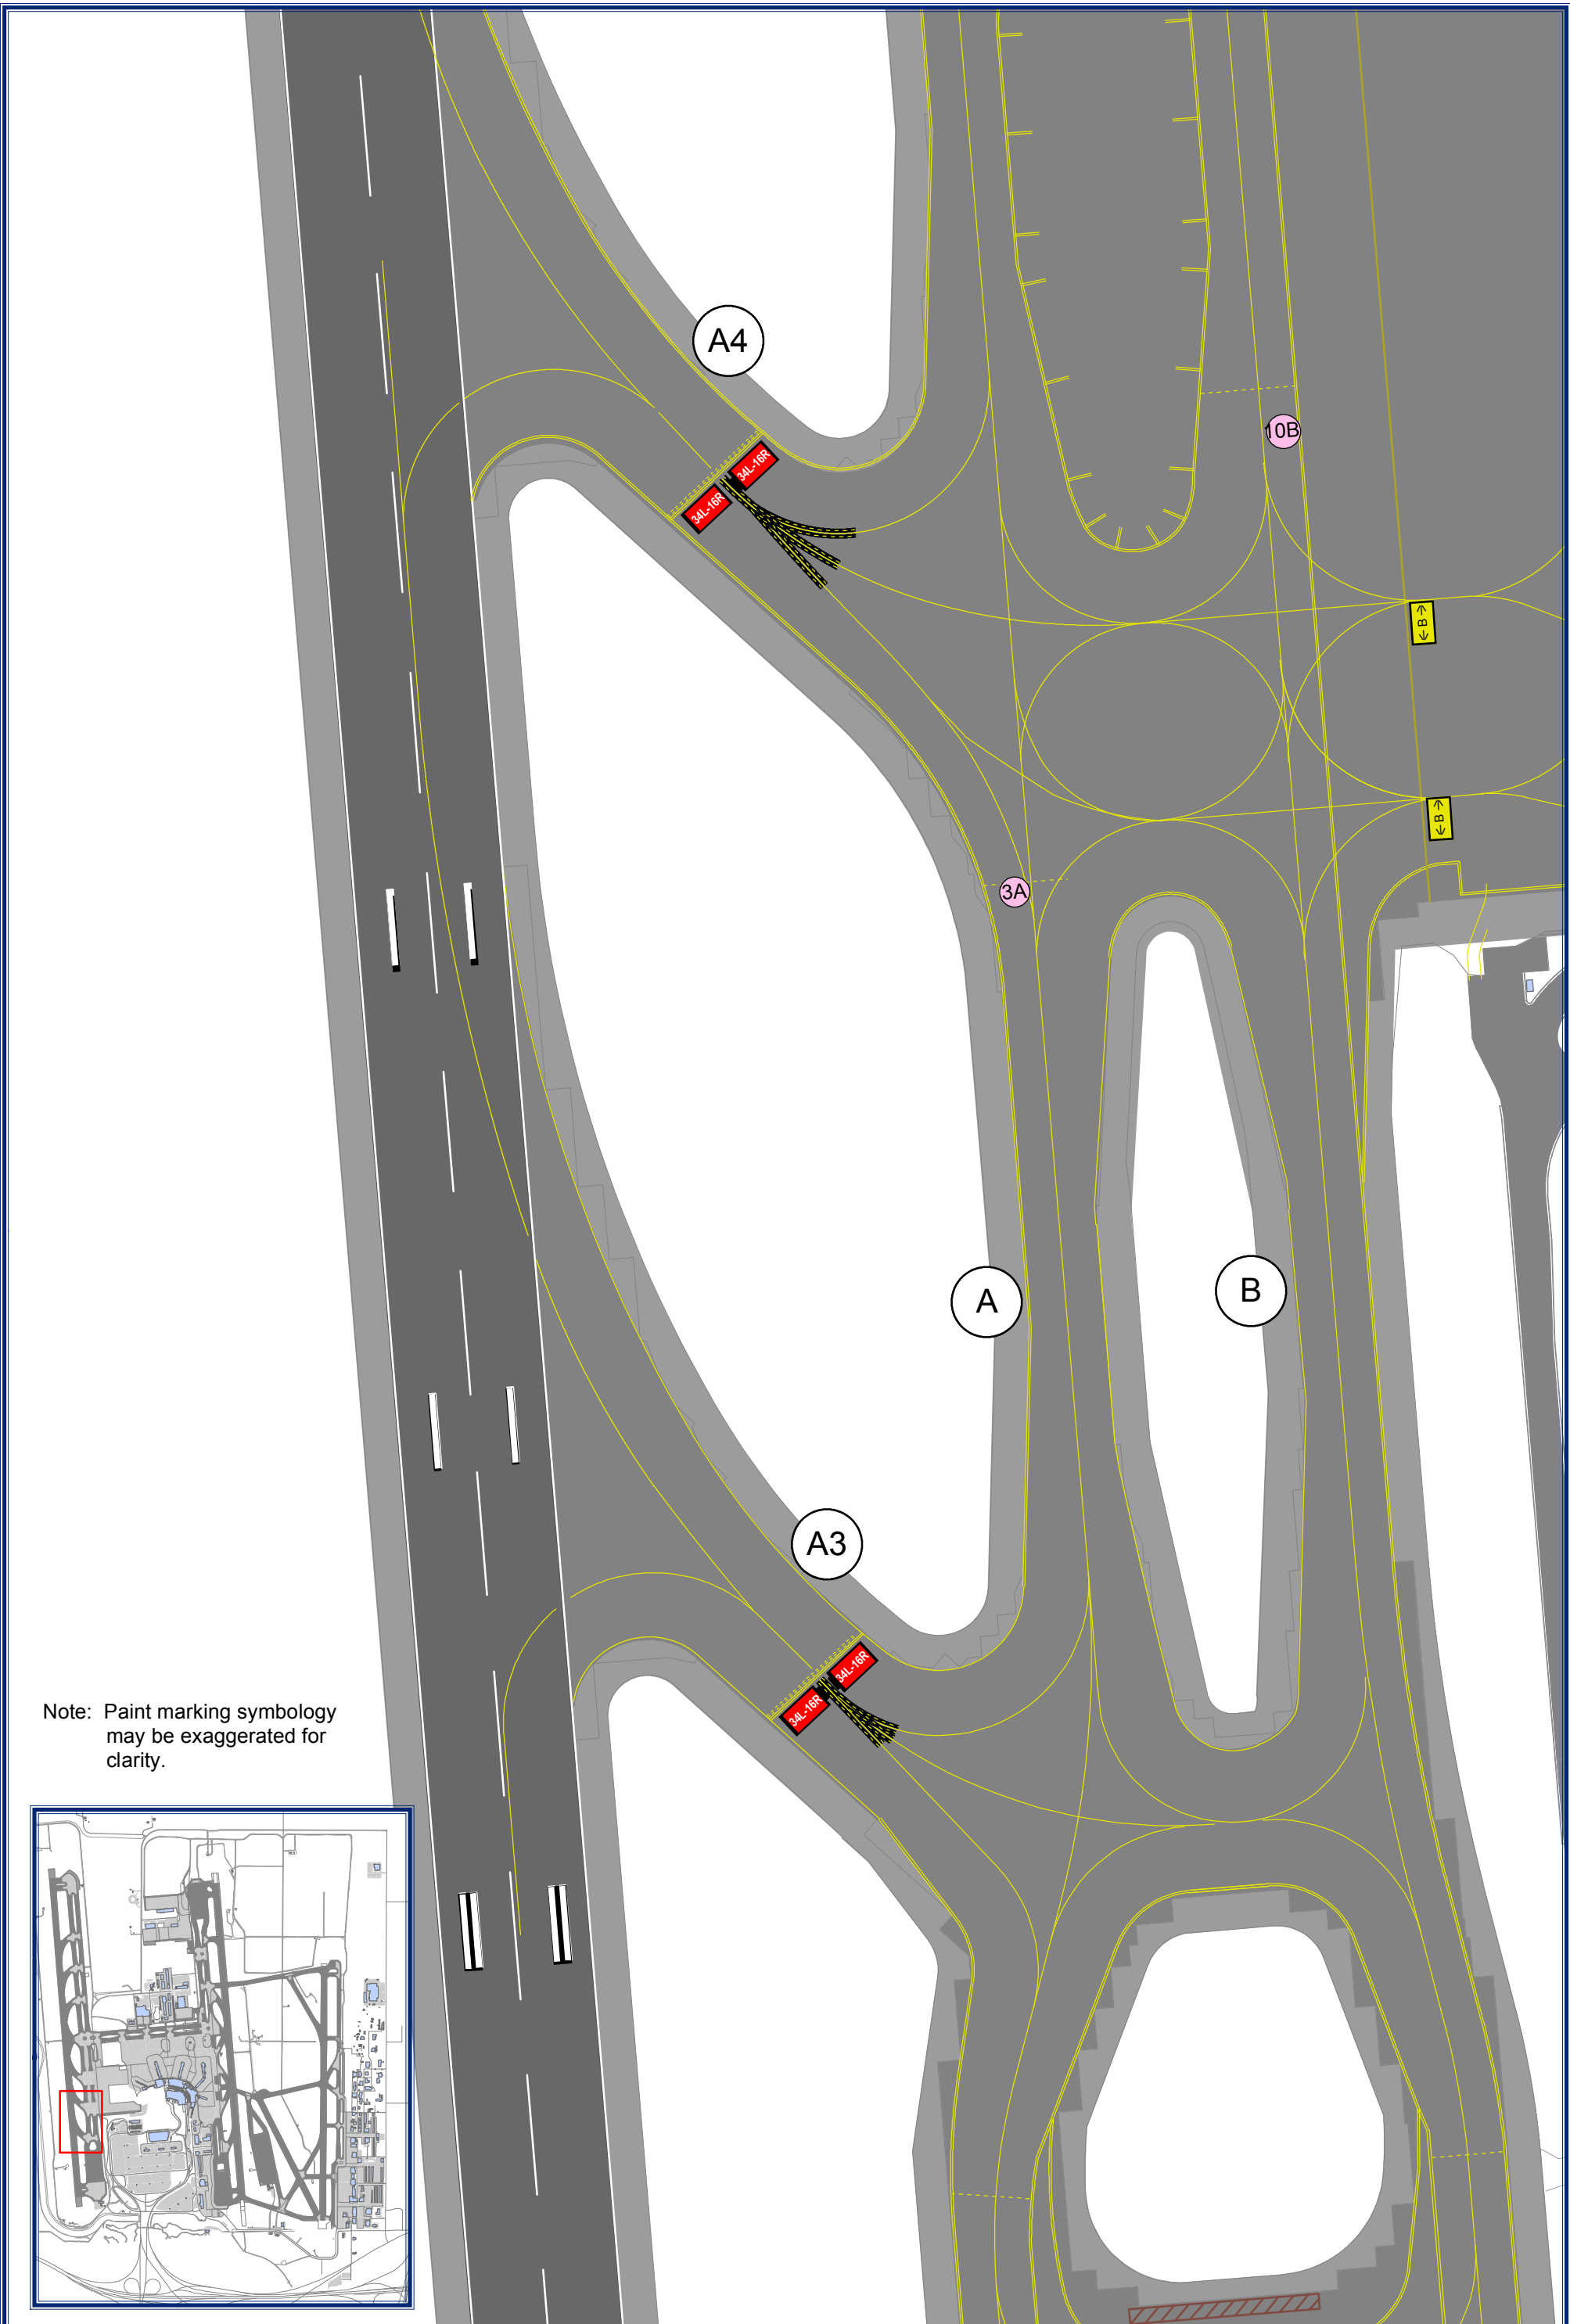 A4
34L-16R
34L-16R
10B
B
B
3A
A
B
A3
34L-16R
34L-16R
Note: Paint marking symbology
may be exaggerated for
clarity.